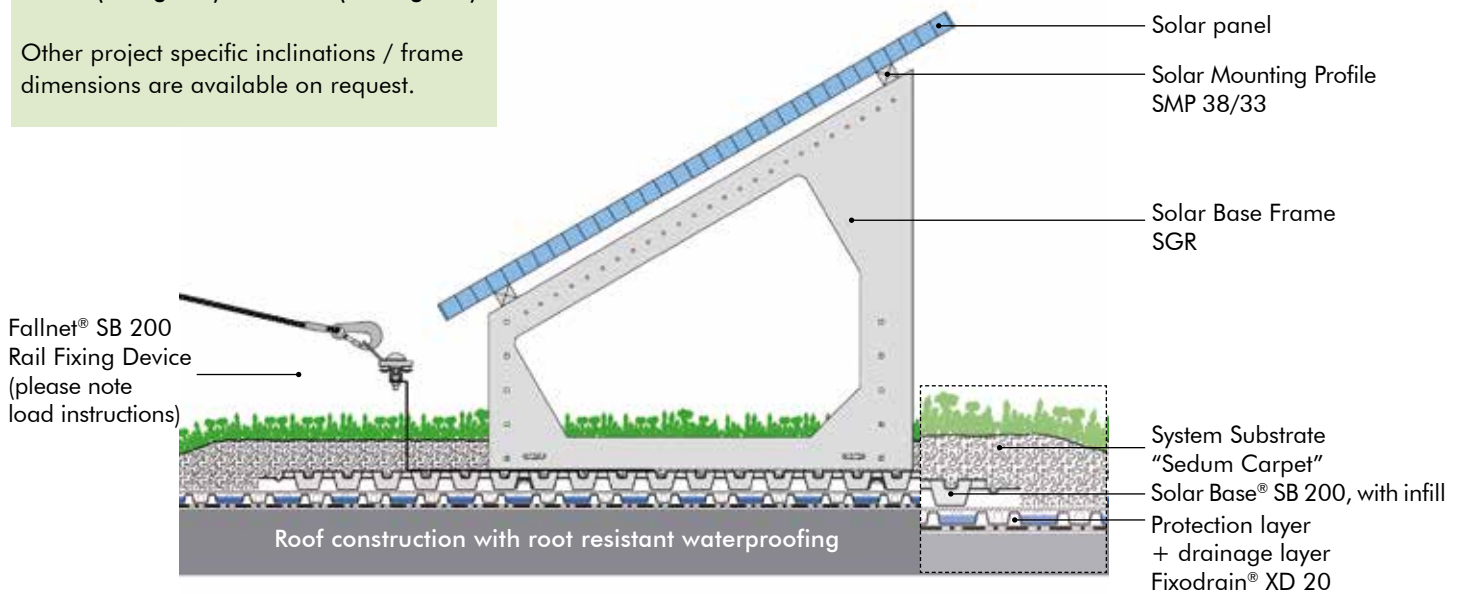 Other project specific inclinations / frame
dimensions are available on request.
Solar panel
Solar Mounting Profile
SMP 38/33
Solar Base Frame
SGR
Fallnet® SB 200
Rail Fixing Device
(please note
load instructions)
System Substrate
“Sedum Carpet”
Solar Base® SB 200, with infill
Protection layer
+ drainage layer
Fixodrain® XD 20
Roof construction with root resistant waterproofing